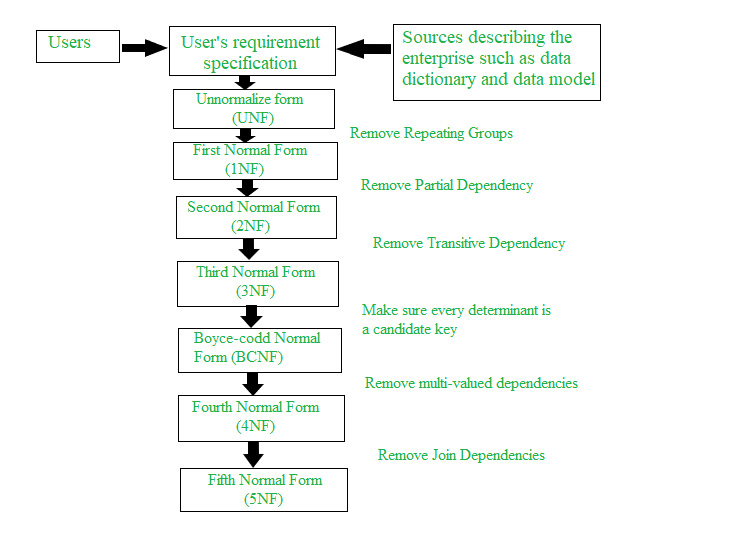 Users
User's requirement
specification
Sources describing the
enterprise such as data
dictionary and data model
Unnormalize form
(UNF)
Remove Repeating Groups
First Normal Form
(1NF)
Remove Partial Dependency
Second Normal Form
(2NF)
Remove Transitive Dependency
Third Normal Form
(3NF)
Make sure every determinant is
a candidate key
Boyce-codd Normal
Form (BCNF)
Remove multi-valued dependencies
Fourth Normal Form
(4NF)
Remove Join Dependencies
Fifth Normal Form
(5NF)